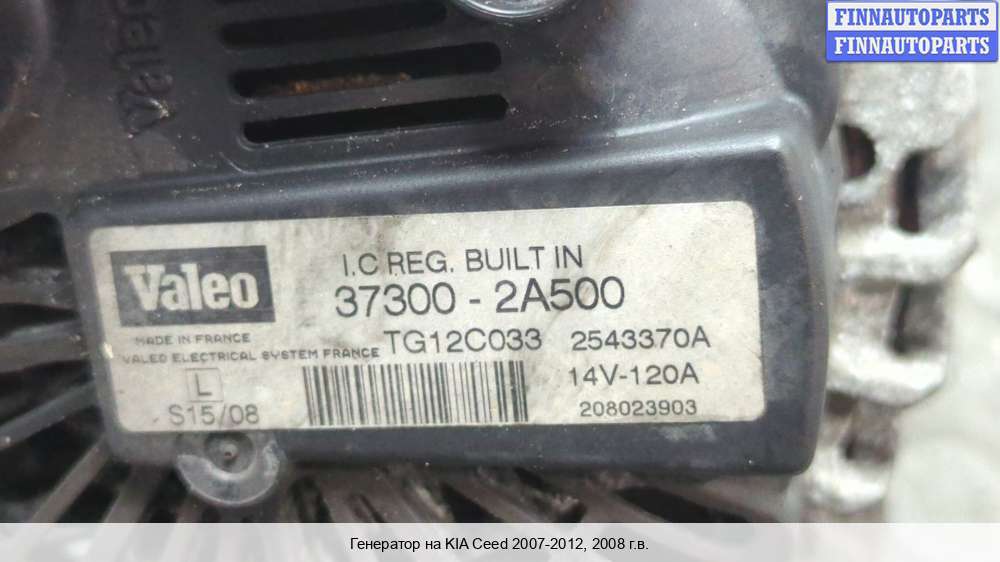 FINNAUTOPARTS
FINNAUTOPARTS
Valeo
Valeo
I.C REG. BUILT IN
37300 - 2A500
MADE IN FRANCE
VALEO ELECTRICAL SYSTEM FRANCE
TG12C033 2543370A
L
14V-120A
S15/08
208023903
Генератор на KIA Ceed 2007-2012, 2008 г.в.